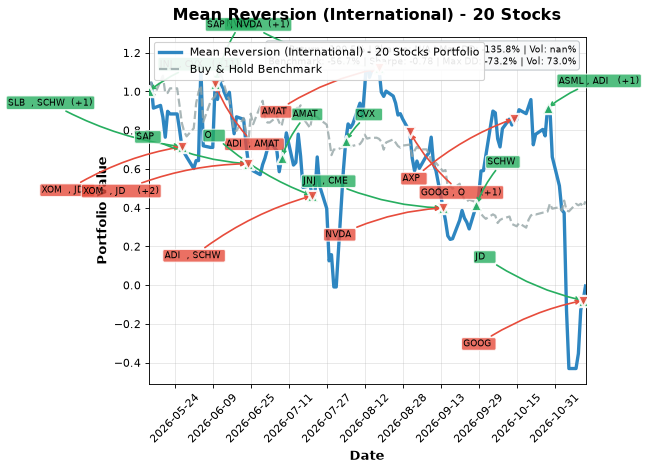 Mean Reversion (International) - 20 Stocks
SAP , NVDA (+1)
Mean Reversion (International) - 20 Stocks Portfolio
Buy & Hold Benchmark
135.8% | Vol: nan%
-73.2% | Vol: 73.0%
ASML , ADI (+1)
SLB , SCHW (+1)
AMAT
AMAT
CVX
SAP
O
ADI , AMAT
SCHW
JNJ , CME
AXP
XOM , JD
XOM , JD (+2)
GOOG , O (+1)
NVDA
ADI , SCHW
JD
GOOG
Portfolio Value
1.2
1.0
0.8
0.6
0.4
0.2
0.0
−0.2
−0.4
2026-05-24
2026-06-09
2026-06-25
2026-07-11
2026-07-27
2026-08-12
2026-08-28
2026-09-13
2026-09-29
2026-10-15
2026-10-31
Date